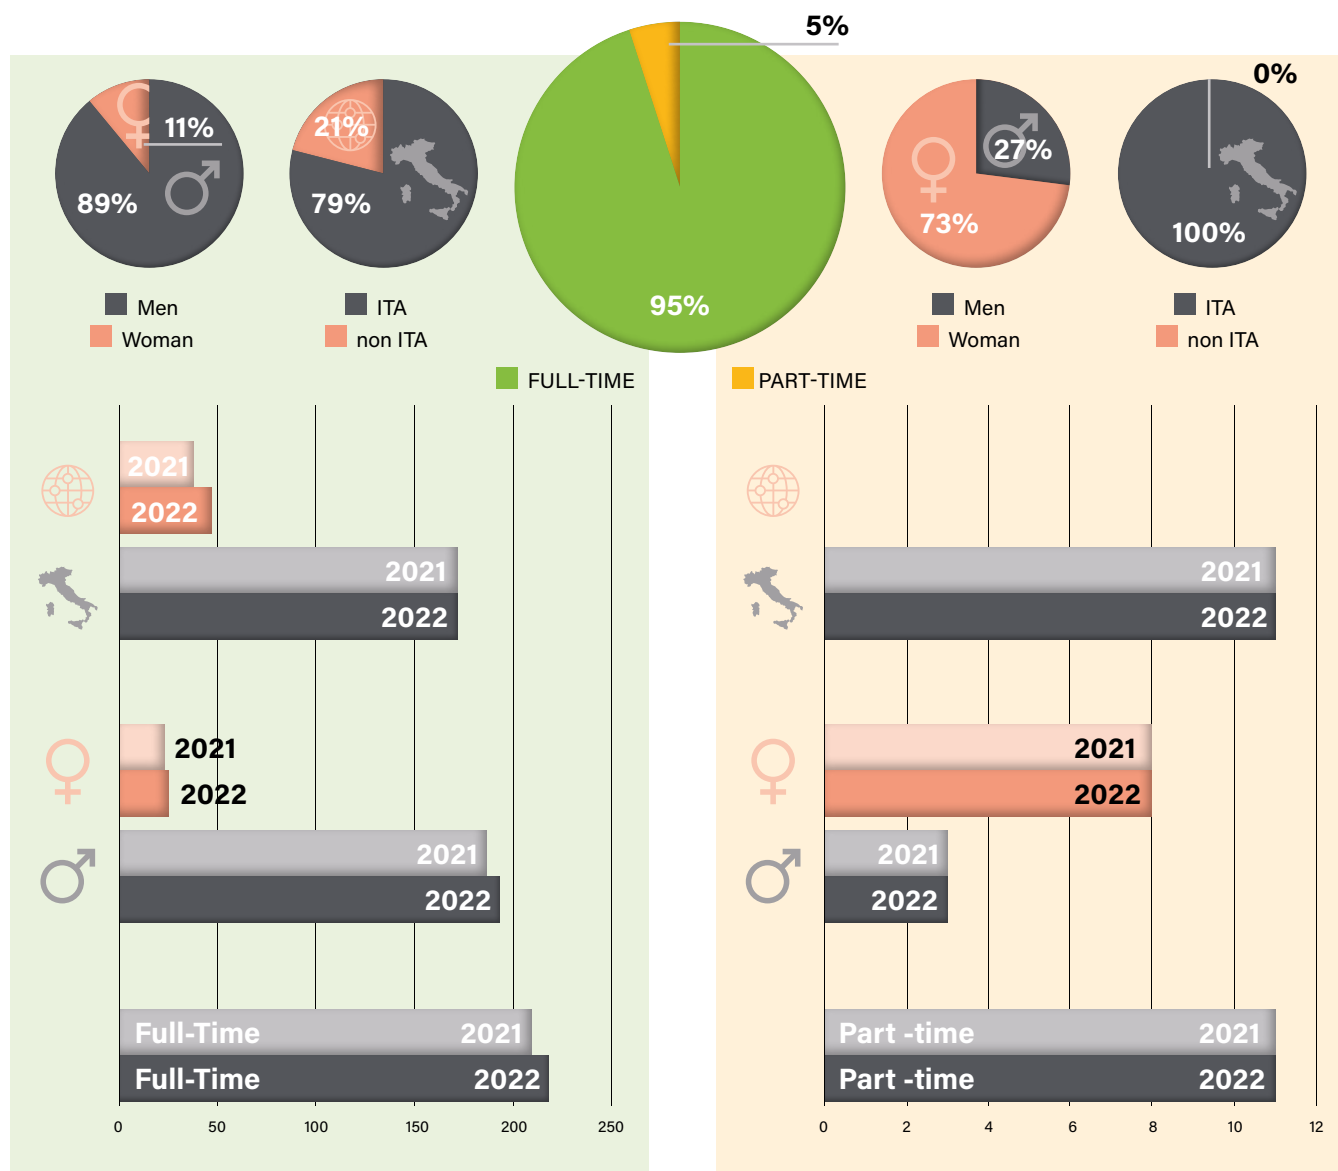 5%
0%
11%
21%
27%
89%
79%
73%
100%
95%
Men
ITA
Men
ITA
Woman
non ITA
Woman
non ITA
FULL-TIME
PART-TIME
2021
2022
2021
2022
2021
2022
2021
2022
Full-Time 2021
Full-Time 2022
0 50 100 150 200 250
2021
2022
2021
2022
2021
2022
Part -time 2021
Part -time 2022
0 2 4 6 8 10 12